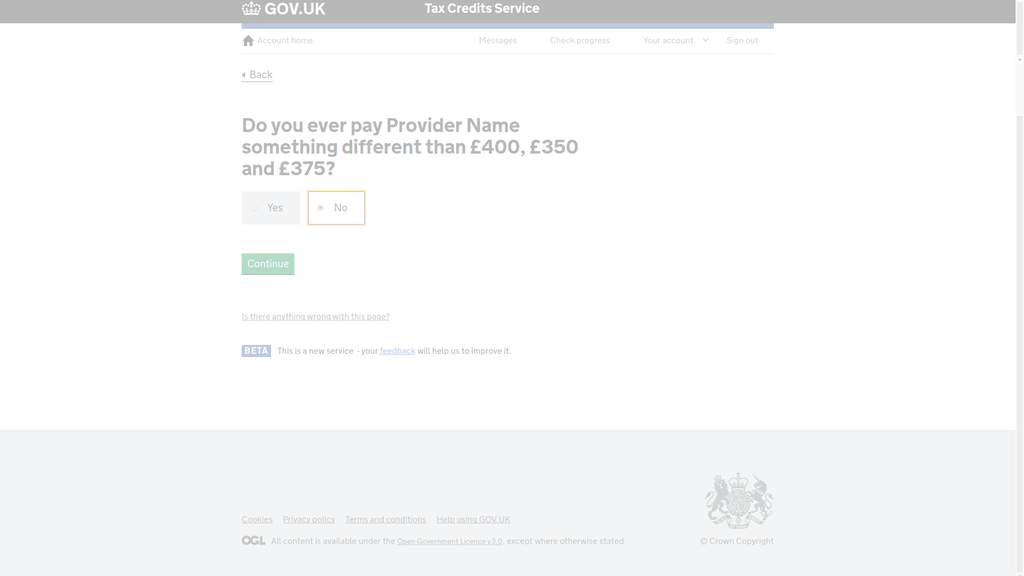 GOV.UK Tax Credits Service
Account home Messages Check progress Your account Sign out
Back
Do you ever pay Provider Name
something different than £400, £350
and £375?
Yes No
Continue
Is there anything wrong with this page?
BETA This is a new service - your feedback will help us to improve it.
Cookies Privacy policy Terms and conditions Help using GOV.UK
OGL All content is available under the Open Government Licence v3.0, except where otherwise stated
© Crown Copyright